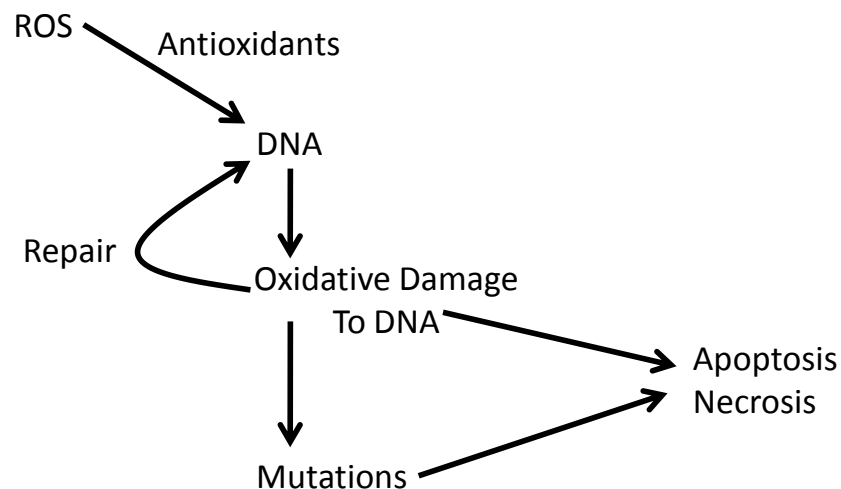 ROS
Antioxidants
DNA
Repair
Oxidative Damage
To DNA
Apoptosis
Necrosis
Mutations